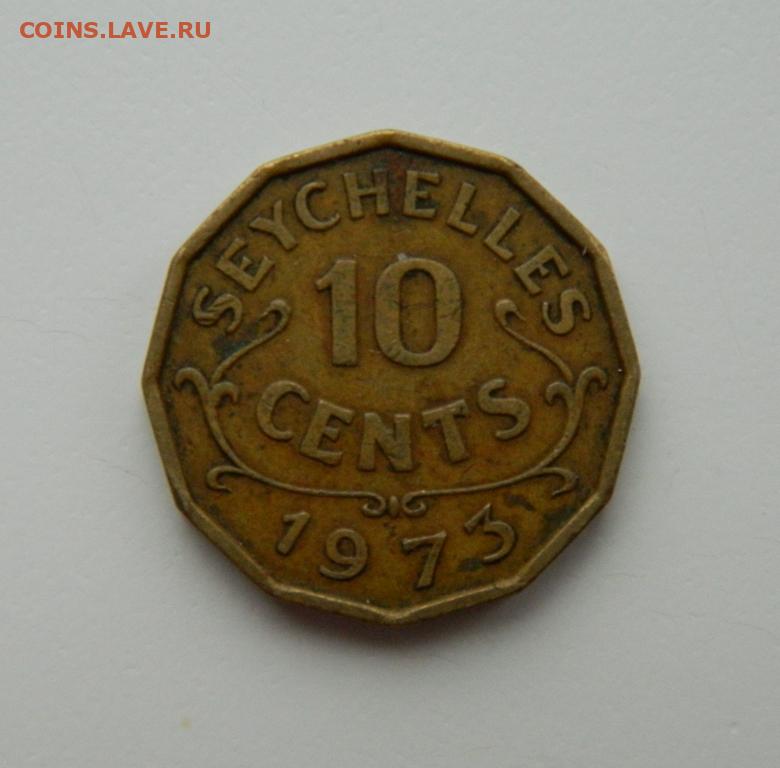 COINS.LAVE.RU
SEYCHELLES
10
CENTS
1973